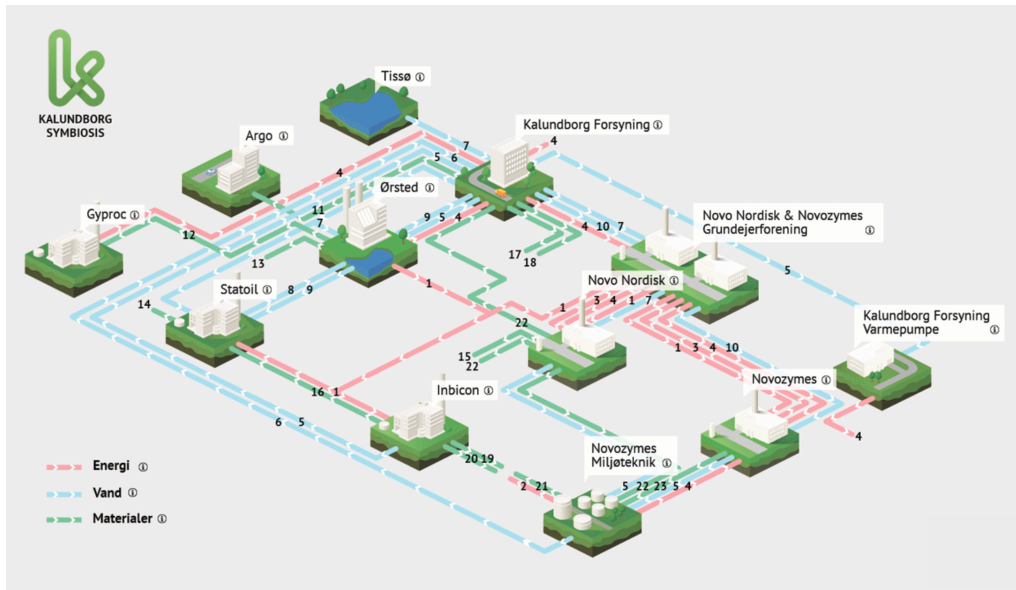 KALUNDBORG
SYMBIOSIS
Tissø
Kalundborg Forsyning
4
7
Argo
5 6
4
Ørsted
Gyproc
11
7
12
9 5 4
4 10 7
Novo Nordisk & Novozymes
Grundejerforening
17
18
13
5
Statoil
8 9
1
Novo Nordisk
14
1 3 4 1 7
22
Kalundborg Forsyning
Varmepumpe
15
22
1 3 4 10
16 1
Inbicon
Novozymes
6 5
4
20 19
Novozymes
Miljøteknik
2 21
5 22 23 5 4
Energi
Vand
Materialer